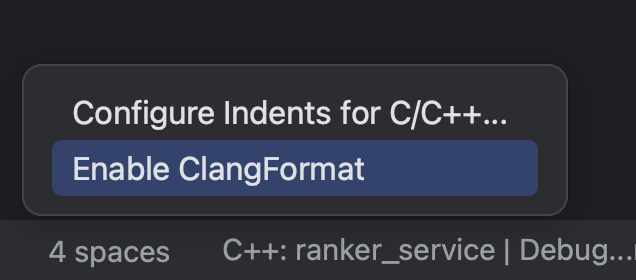 Configure Indents for C/C++...
Enable ClangFormat
4 spaces
C++: ranker_service | Debug...